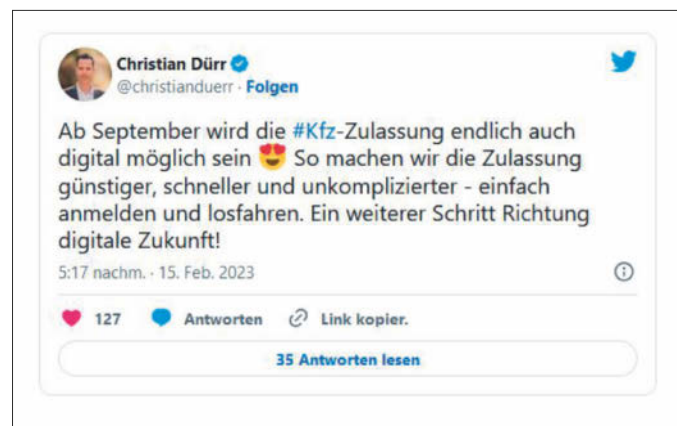 Christian Dürr
@christianduerr · Folgen
Ab September wird die #Kfz-Zulassung endlich auch
digital möglich sein 😍 So machen wir die Zulassung
günstiger, schneller und unkomplizierter - einfach
anmelden und losfahren. Ein weiterer Schritt Richtung
digitale Zukunft!
5:17 nachm. · 15. Feb. 2023
127 Antworten Link kopier.
35 Antworten lesen